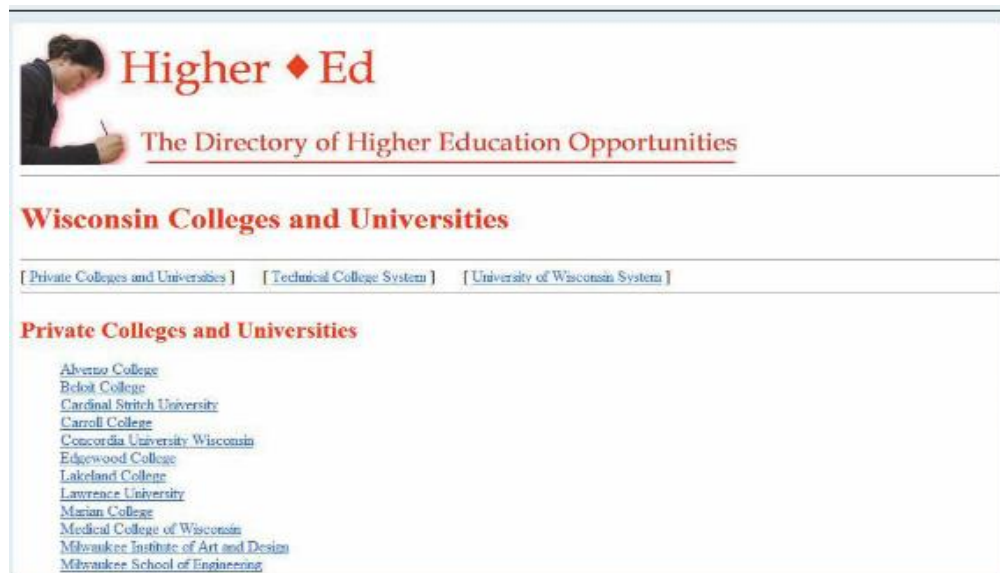 Higher ♦ Ed
The Directory of Higher Education Opportunities
Wisconsin Colleges and Universities
[ Private Colleges and Universities ] [ Technical College System ] [ University of Wisconsin System ]
Private Colleges and Universities
Alverno College
Beloit College
Cardinal Stritch University
Carroll College
Concordia University Wisconsin
Edgewood College
Lakeland College
Lawrence University
Marian College
Medical College of Wisconsin
Milwaukee Institute of Art and Design
Milwaukee School of Engineering